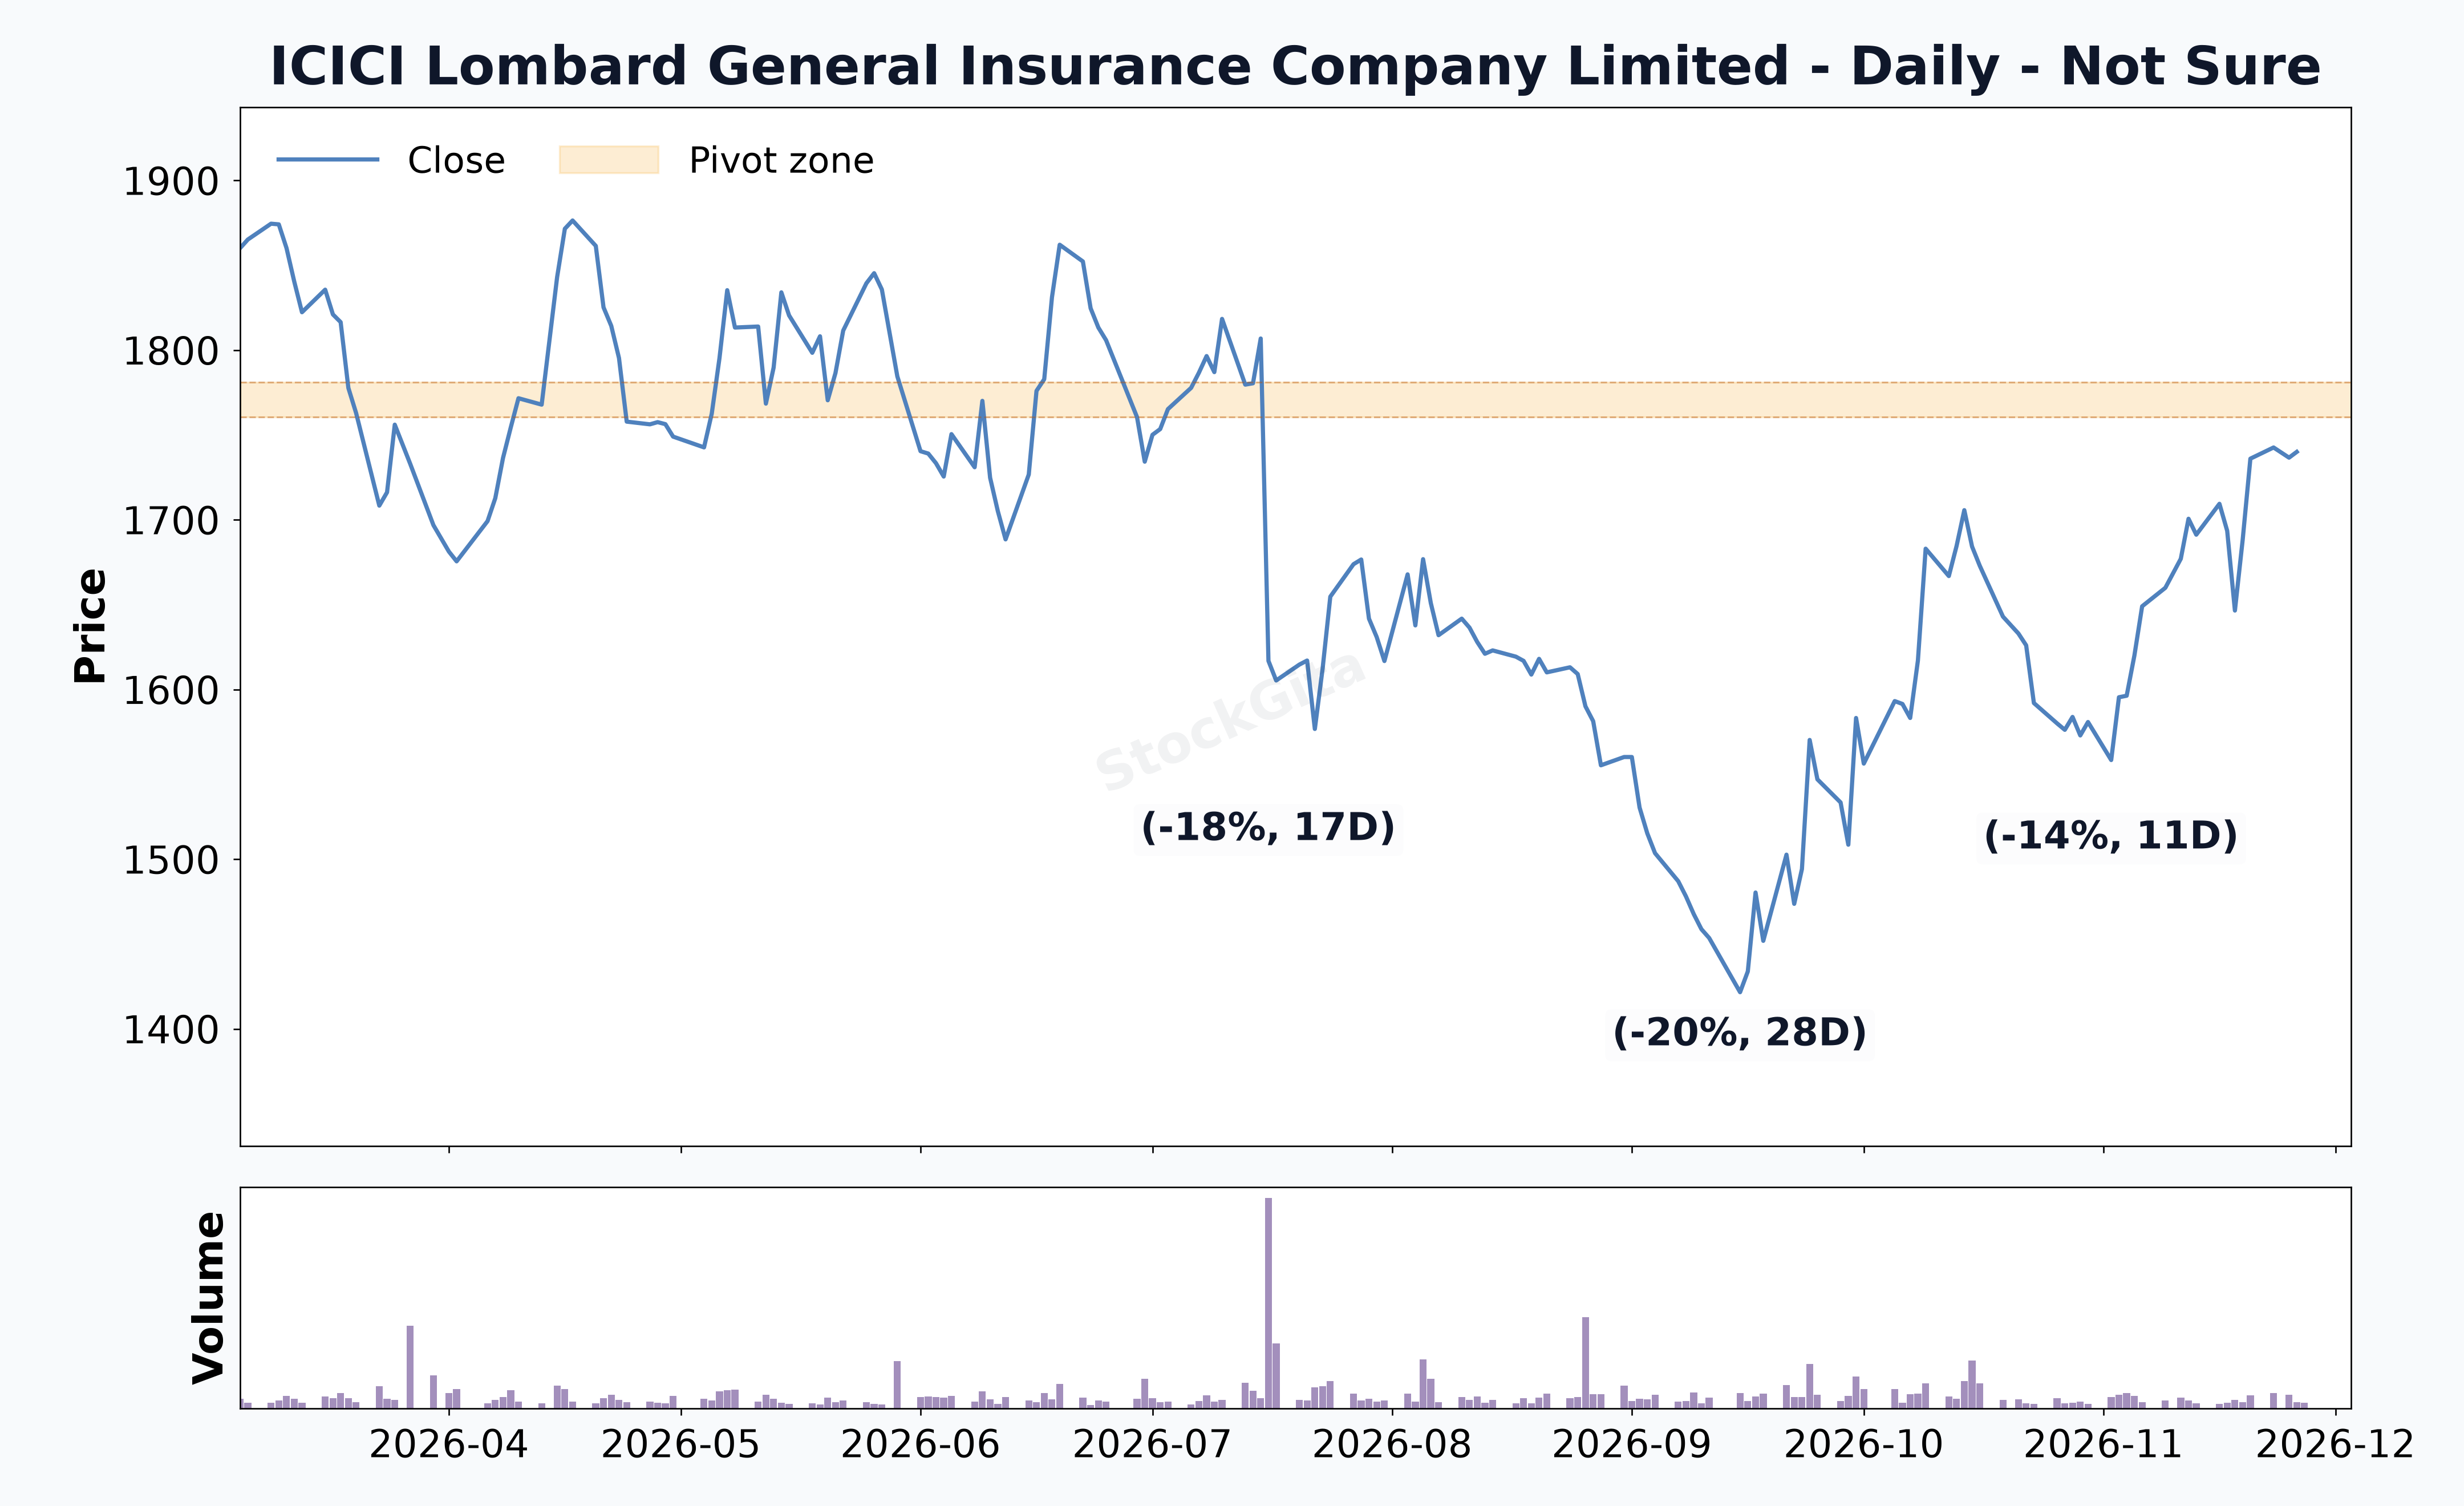 ICICI Lombard General Insurance Company Limited - Daily - Not Sure
Close
Pivot zone
1900
1800
1700
1600
1500
1400
Price
StockGita
(-18%, 17D)
(-14%, 11D)
(-20%, 28D)
Volume
2026-04
2026-05
2026-06
2026-07
2026-08
2026-09
2026-10
2026-11
2026-12